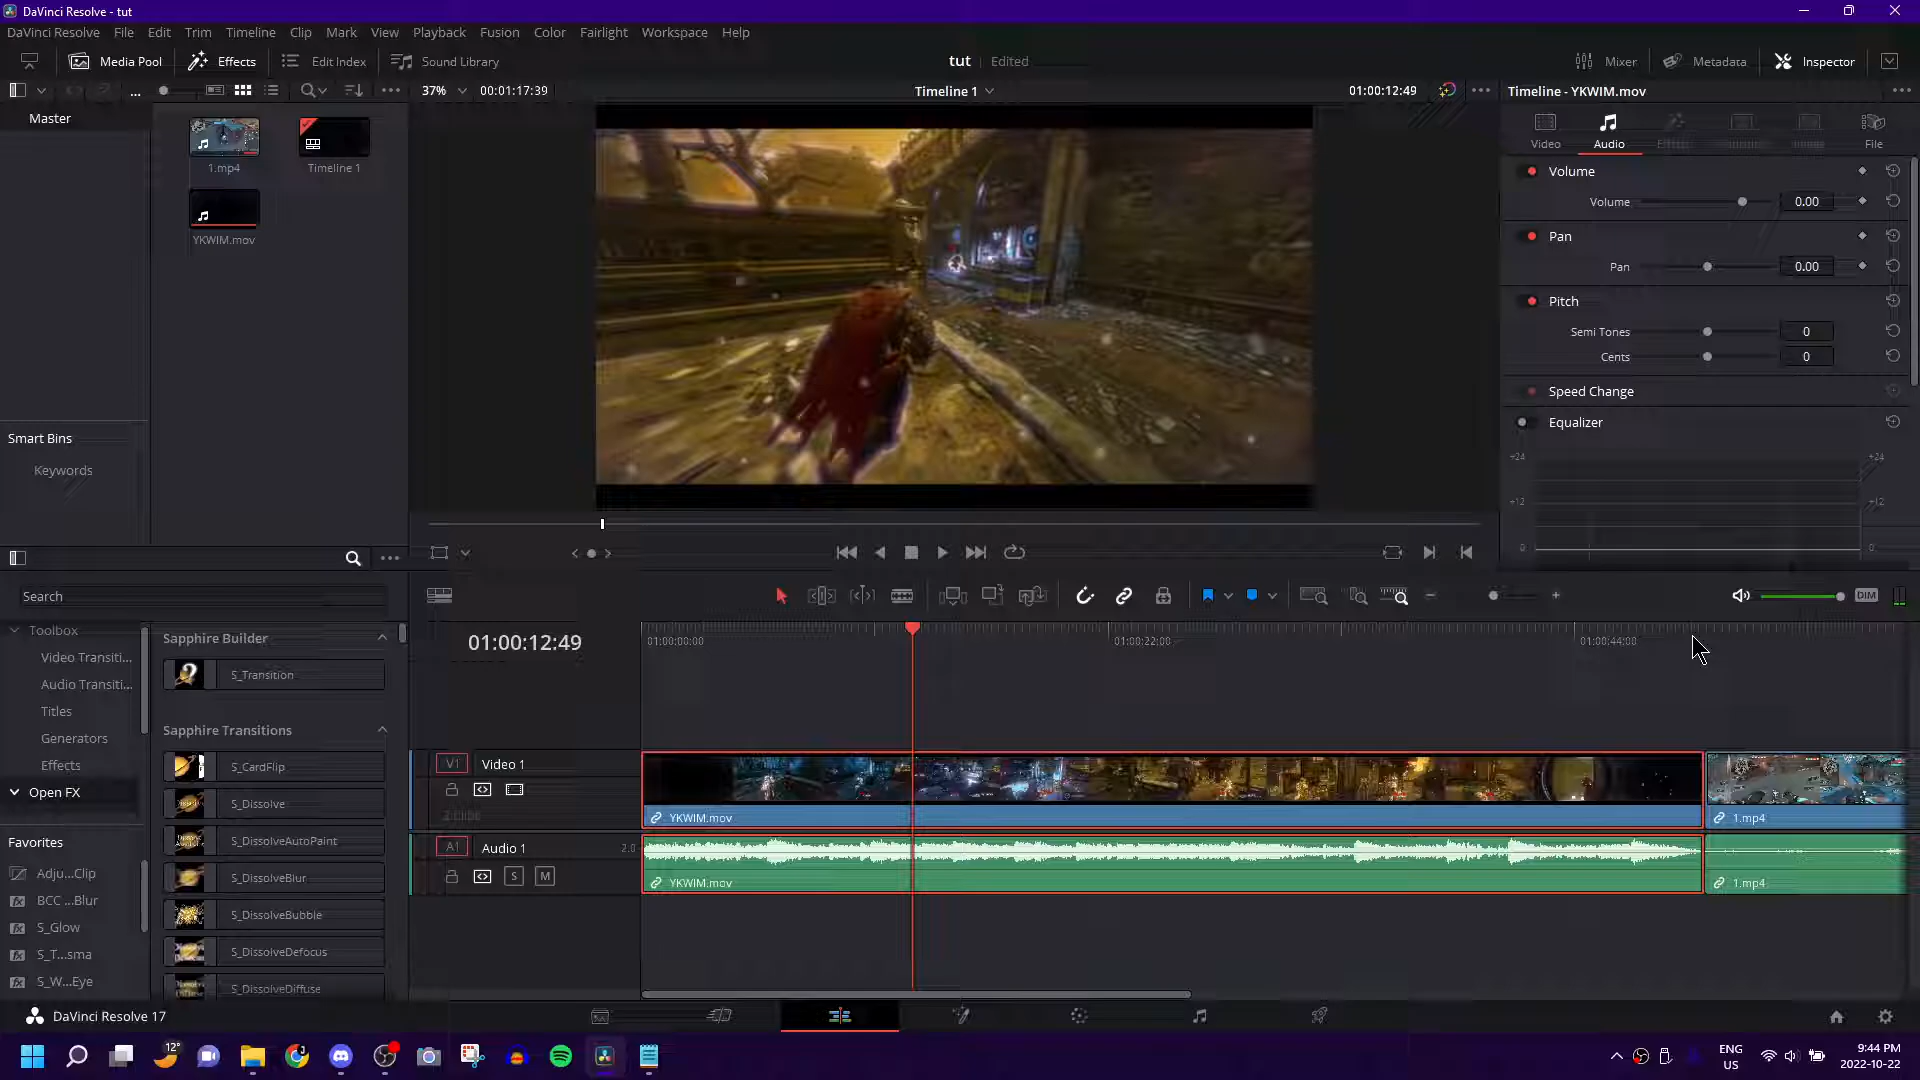 DaVinci Resolve - tut
DaVinci Resolve File Edit Trim Timeline Clip Mark View Playback Fusion Color Fairlight Workspace Help
Media Pool Effects Edit Index Sound Library tut Edited Mixer Metadata Inspector
... 37% 00:01:17:39 Timeline 1 01:00:12:49 Timeline - YKWIM.mov
Master
1.mp4 Timeline 1
YKWIM.mov
Smart Bins
Keywords
Video Audio File
Volume
Volume 0.00
Pan
Pan 0.00
Pitch
Semi Tones 0
Cents 0
Speed Change
Equalizer
+24 +24
+12 +12
0 0
Search
Toolbox
Video Transiti...
Audio Transiti...
Titles
Generators
Effects
Open FX
Favorites
Adju...Clip
BCC ...Blur
S_Glow
S_T...sma
S_W...Eye
Sapphire Builder
S_Transition
Sapphire Transitions
S_CardFlip
S_Dissolve
S_DissolveAutoPaint
S_DissolveBlur
S_DissolveBubble
S_DissolveDefocus
S_DissolveDiffuse
DIM
01:00:12:49 01:00:00:00 01:00:22:00 01:00:44:00
V1 Video 1
YKWIM.mov 1.mp4
A1 Audio 1 2.0
S M
YKWIM.mov 1.mp4
DaVinci Resolve 17
12°
ENG
US
9:44 PM
2022-10-22